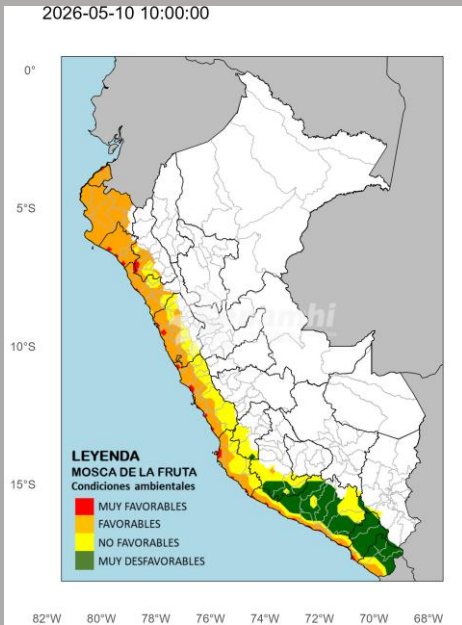 2026-05-10 10:00:00
0°
5°S
10°S
15°S
senamhi
LEYENDA
MOSCA DE LA FRUTA
Condiciones ambientales
MUY FAVORABLES
FAVORABLES
NO FAVORABLES
MUY DESFAVORABLES
82°W 80°W 78°W 76°W 74°W 72°W 70°W 68°W